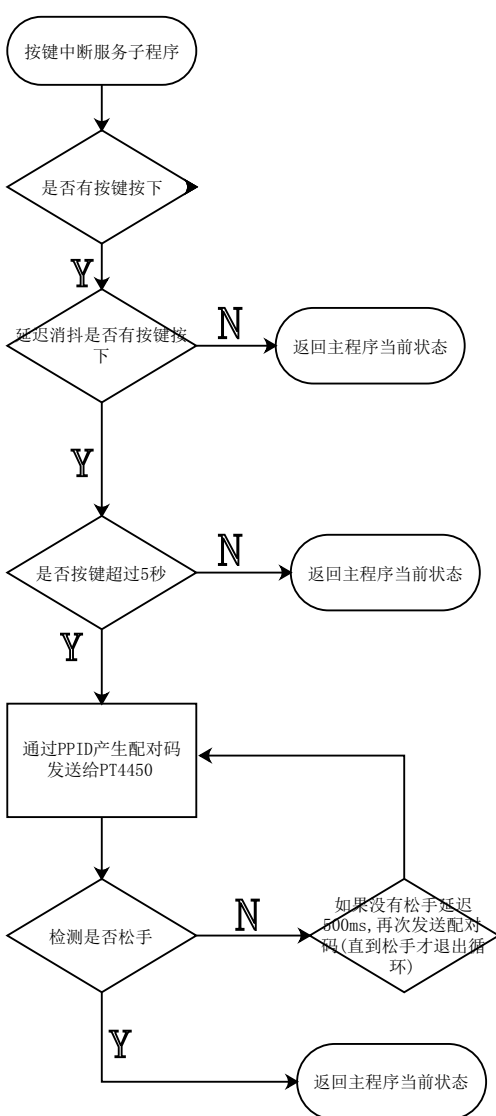 按键中断服务子程序
是否有按键按下
Y
延迟消抖是否有按键按
下
N
返回主程序当前状态
Y
是否按键超过5秒
N
返回主程序当前状态
Y
通过PPID产生配对码
发送给PT4450
检测是否松手
N
如果没有松手延迟
500ms,再次发送配对
码(直到松手才退出循
环)
Y
返回主程序当前状态